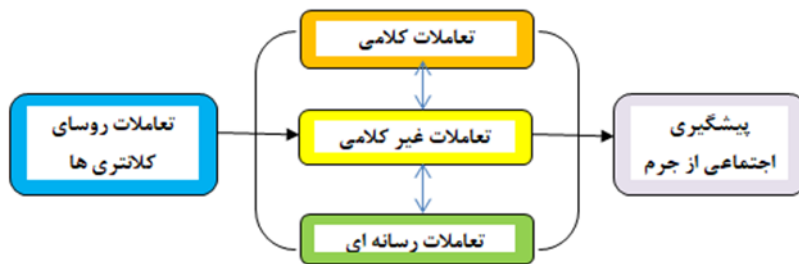 تعاملات کلامی
تعاملات روسای
کلانتری ها
تعاملات غیر کلامی
پیشگیری
اجتماعی از جرم
تعاملات رسانه ای